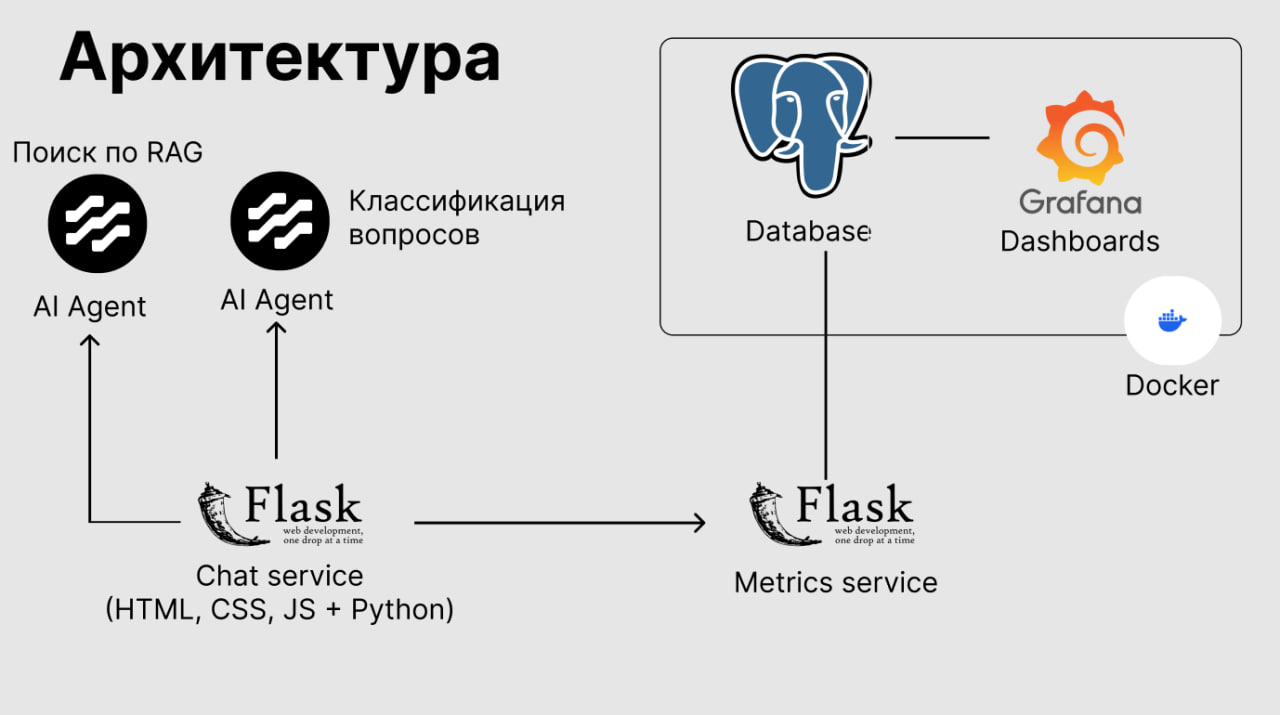 Архитектура
Поиск по RAG
AI Agent
Классификация
вопросов
AI Agent
Database
Grafana
Dashboards
Docker
Flask
web development,
one drop at a time
Chat service
(HTML, CSS, JS + Python)
Flask
web development,
one drop at a time
Metrics service